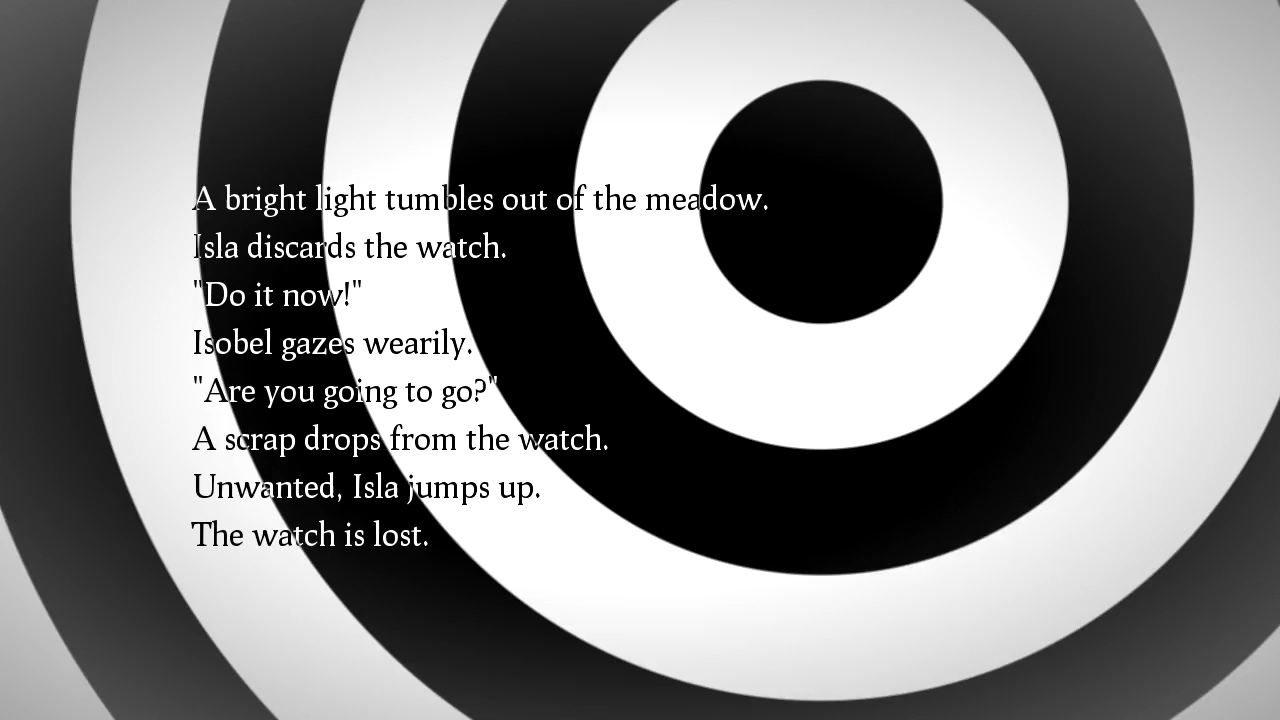 A bright light tumbles out of the meadow.
Isla discards the watch.
"Do it now!"
Isobel gazes wearily.
"Are you going to go?"
A scrap drops from the watch.
Unwanted, Isla jumps up.
The watch is lost.